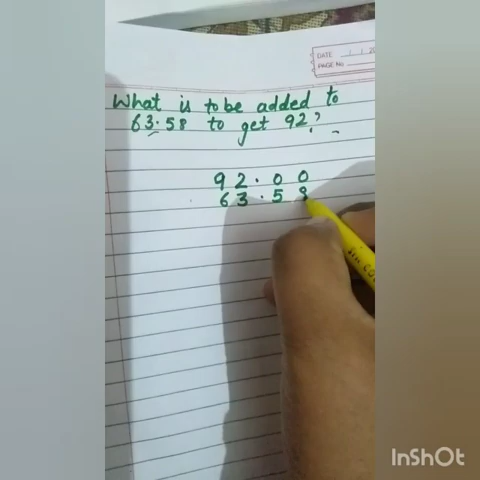 DATE
PAGE No
What is to be added to
63.58 to get 92?
92.00
63.58
InShOt